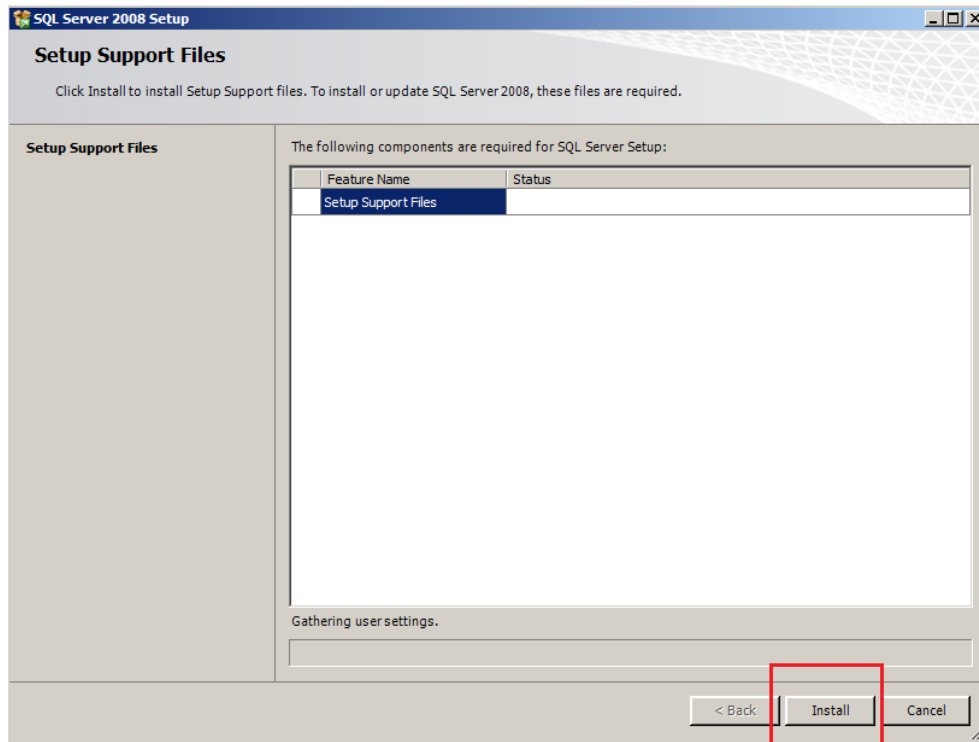 SQL Server 2008 Setup
Setup Support Files
Click Install to install Setup Support files. To install or update SQL Server 2008, these files are required.
Setup Support Files
The following components are required for SQL Server Setup:
Feature Name Status
Setup Support Files
Gathering user settings.
< Back Install Cancel